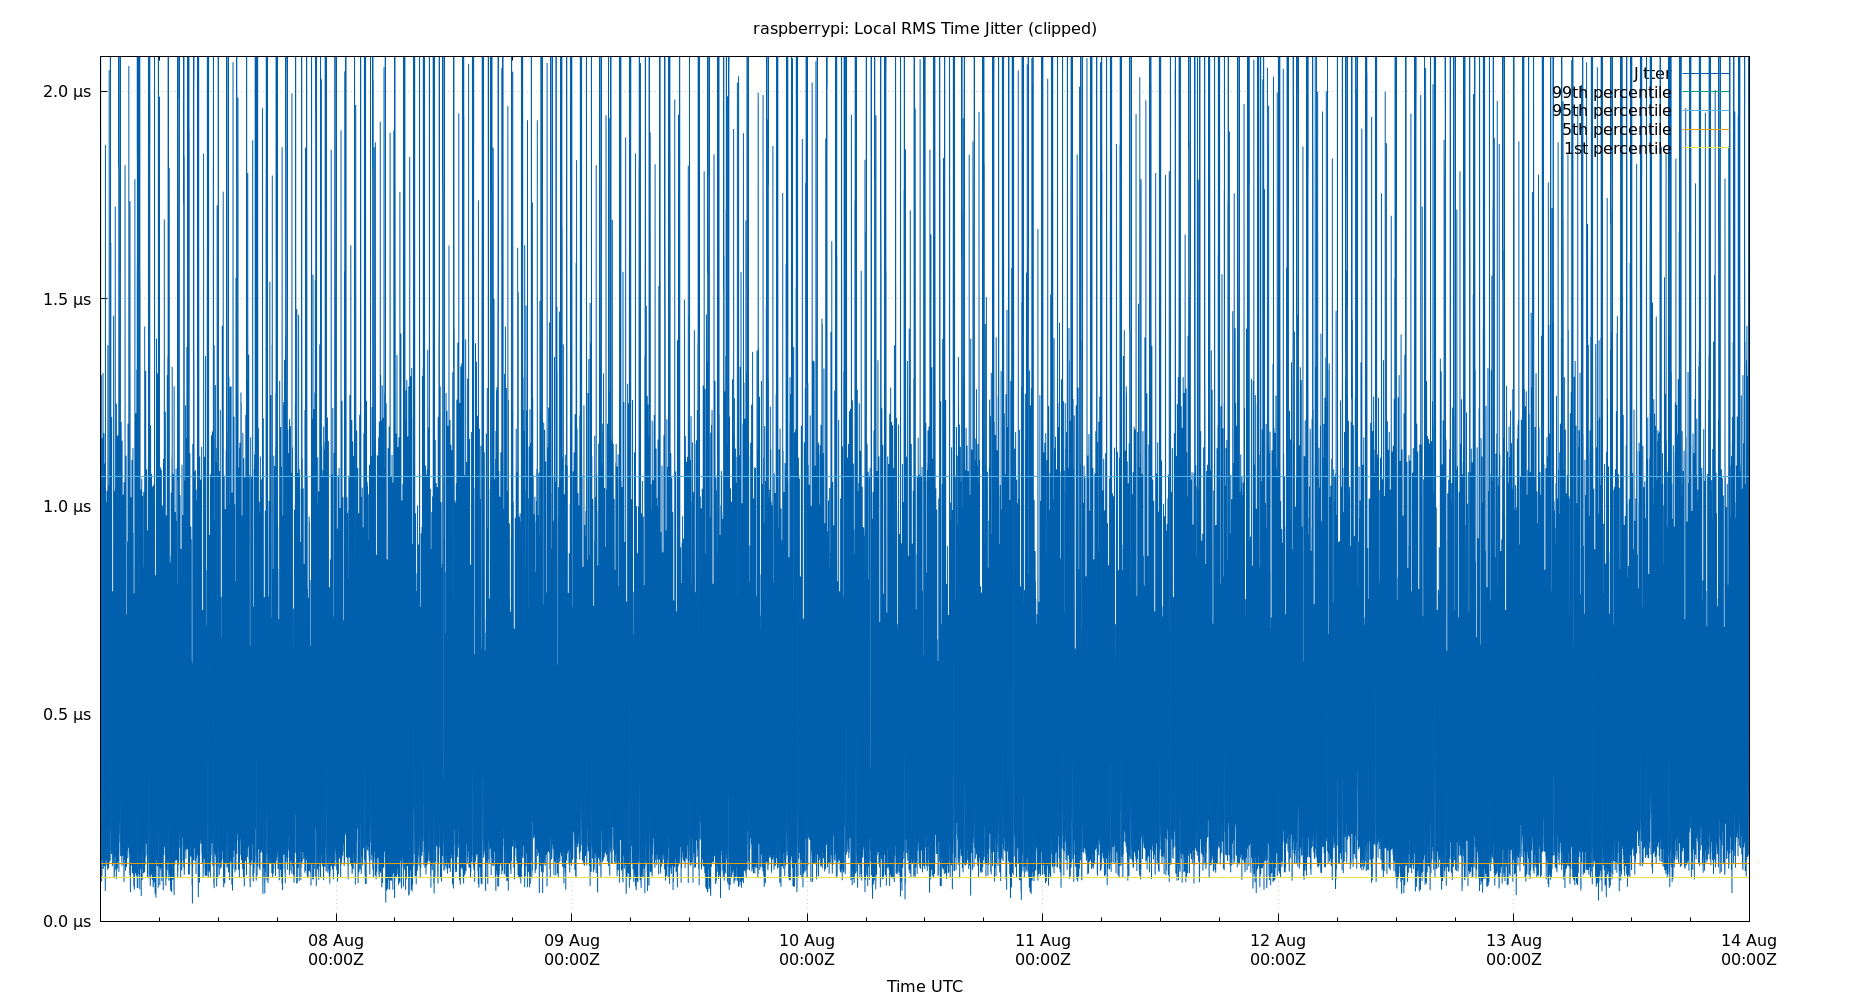 raspberrypi: Local RMS Time Jitter (clipped)
Jitter
99th percentile
95th percentile
5th percentile
1st percentile
2.0 µs
1.5 µs
1.0 µs
0.5 µs
0.0 µs
08 Aug 09 Aug 10 Aug 11 Aug 12 Aug 13 Aug 14 Aug
00:00Z 00:00Z 00:00Z 00:00Z 00:00Z 00:00Z 00:00Z
Time UTC